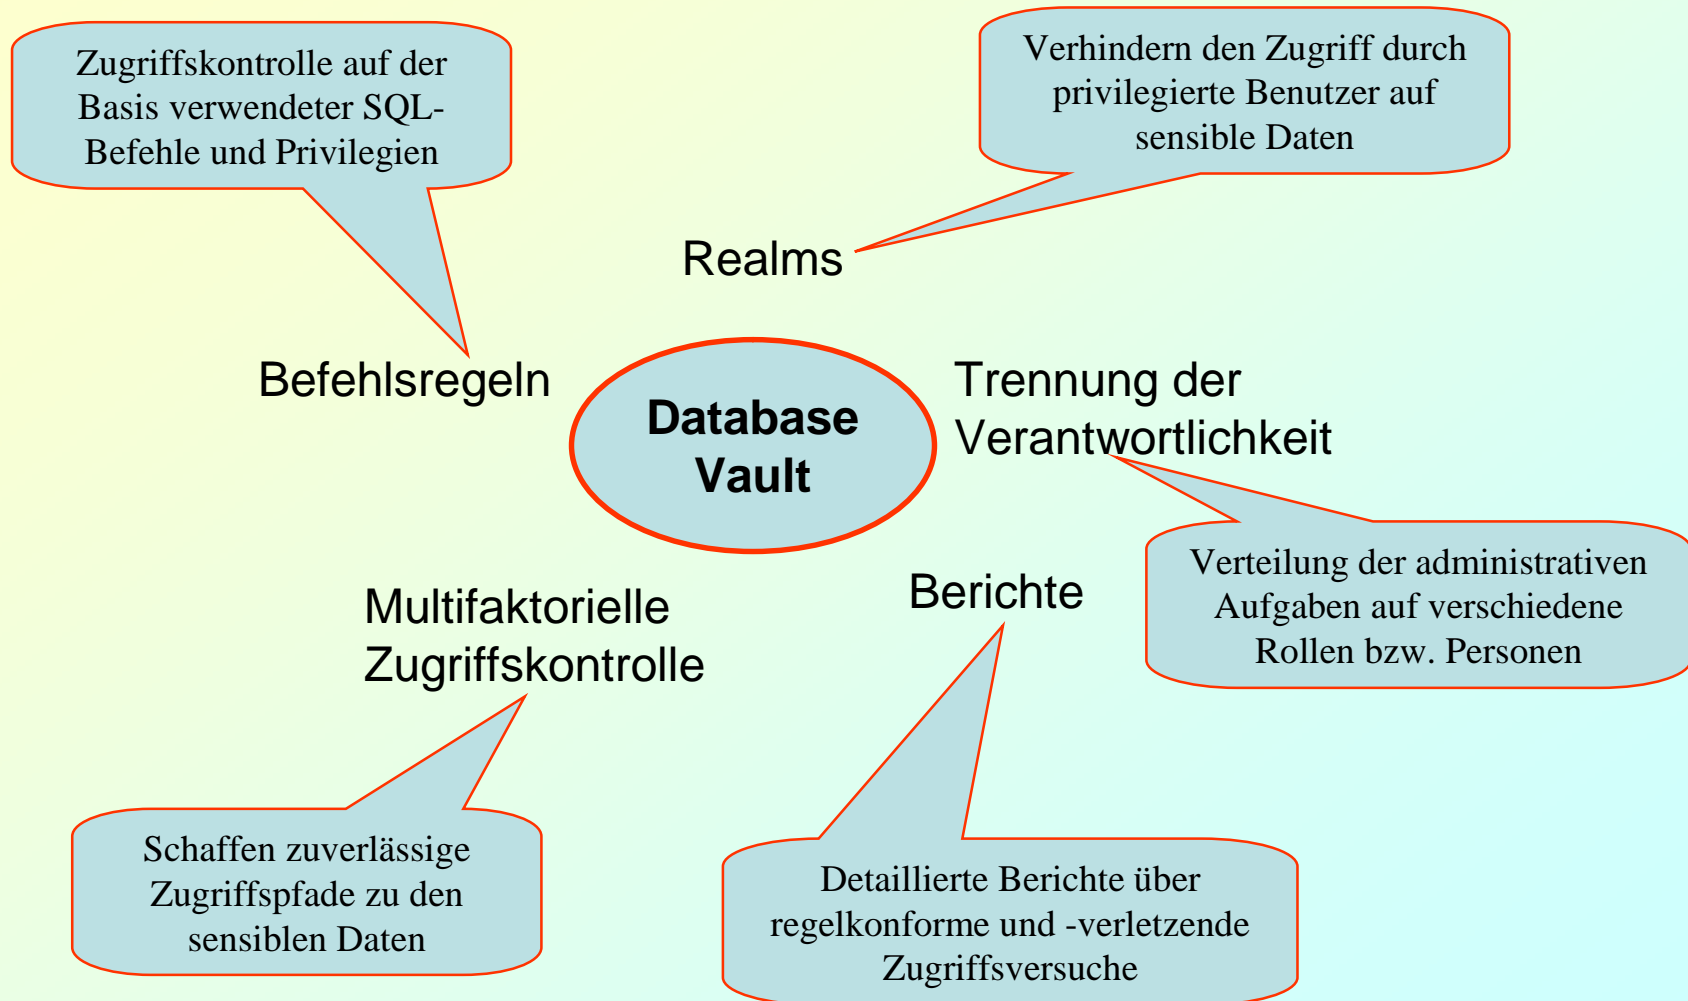 Zugriffskontrolle auf der
Basis verwendeter SQL-
Befehle und Privilegien
Verhindern den Zugriff durch
privilegierte Benutzer auf
sensible Daten
Realms
Befehlsregeln
Database
Vault
Trennung der
Verantwortlichkeit
Verteilung der administrativen
Aufgaben auf verschiedene
Rollen bzw. Personen
Multifaktorielle
Zugriffskontrolle
Berichte
Schaffen zuverlässige
Zugriffspfade zu den
sensiblen Daten
Detaillierte Berichte über
regelkonforme und -verletzende
Zugriffsversuche